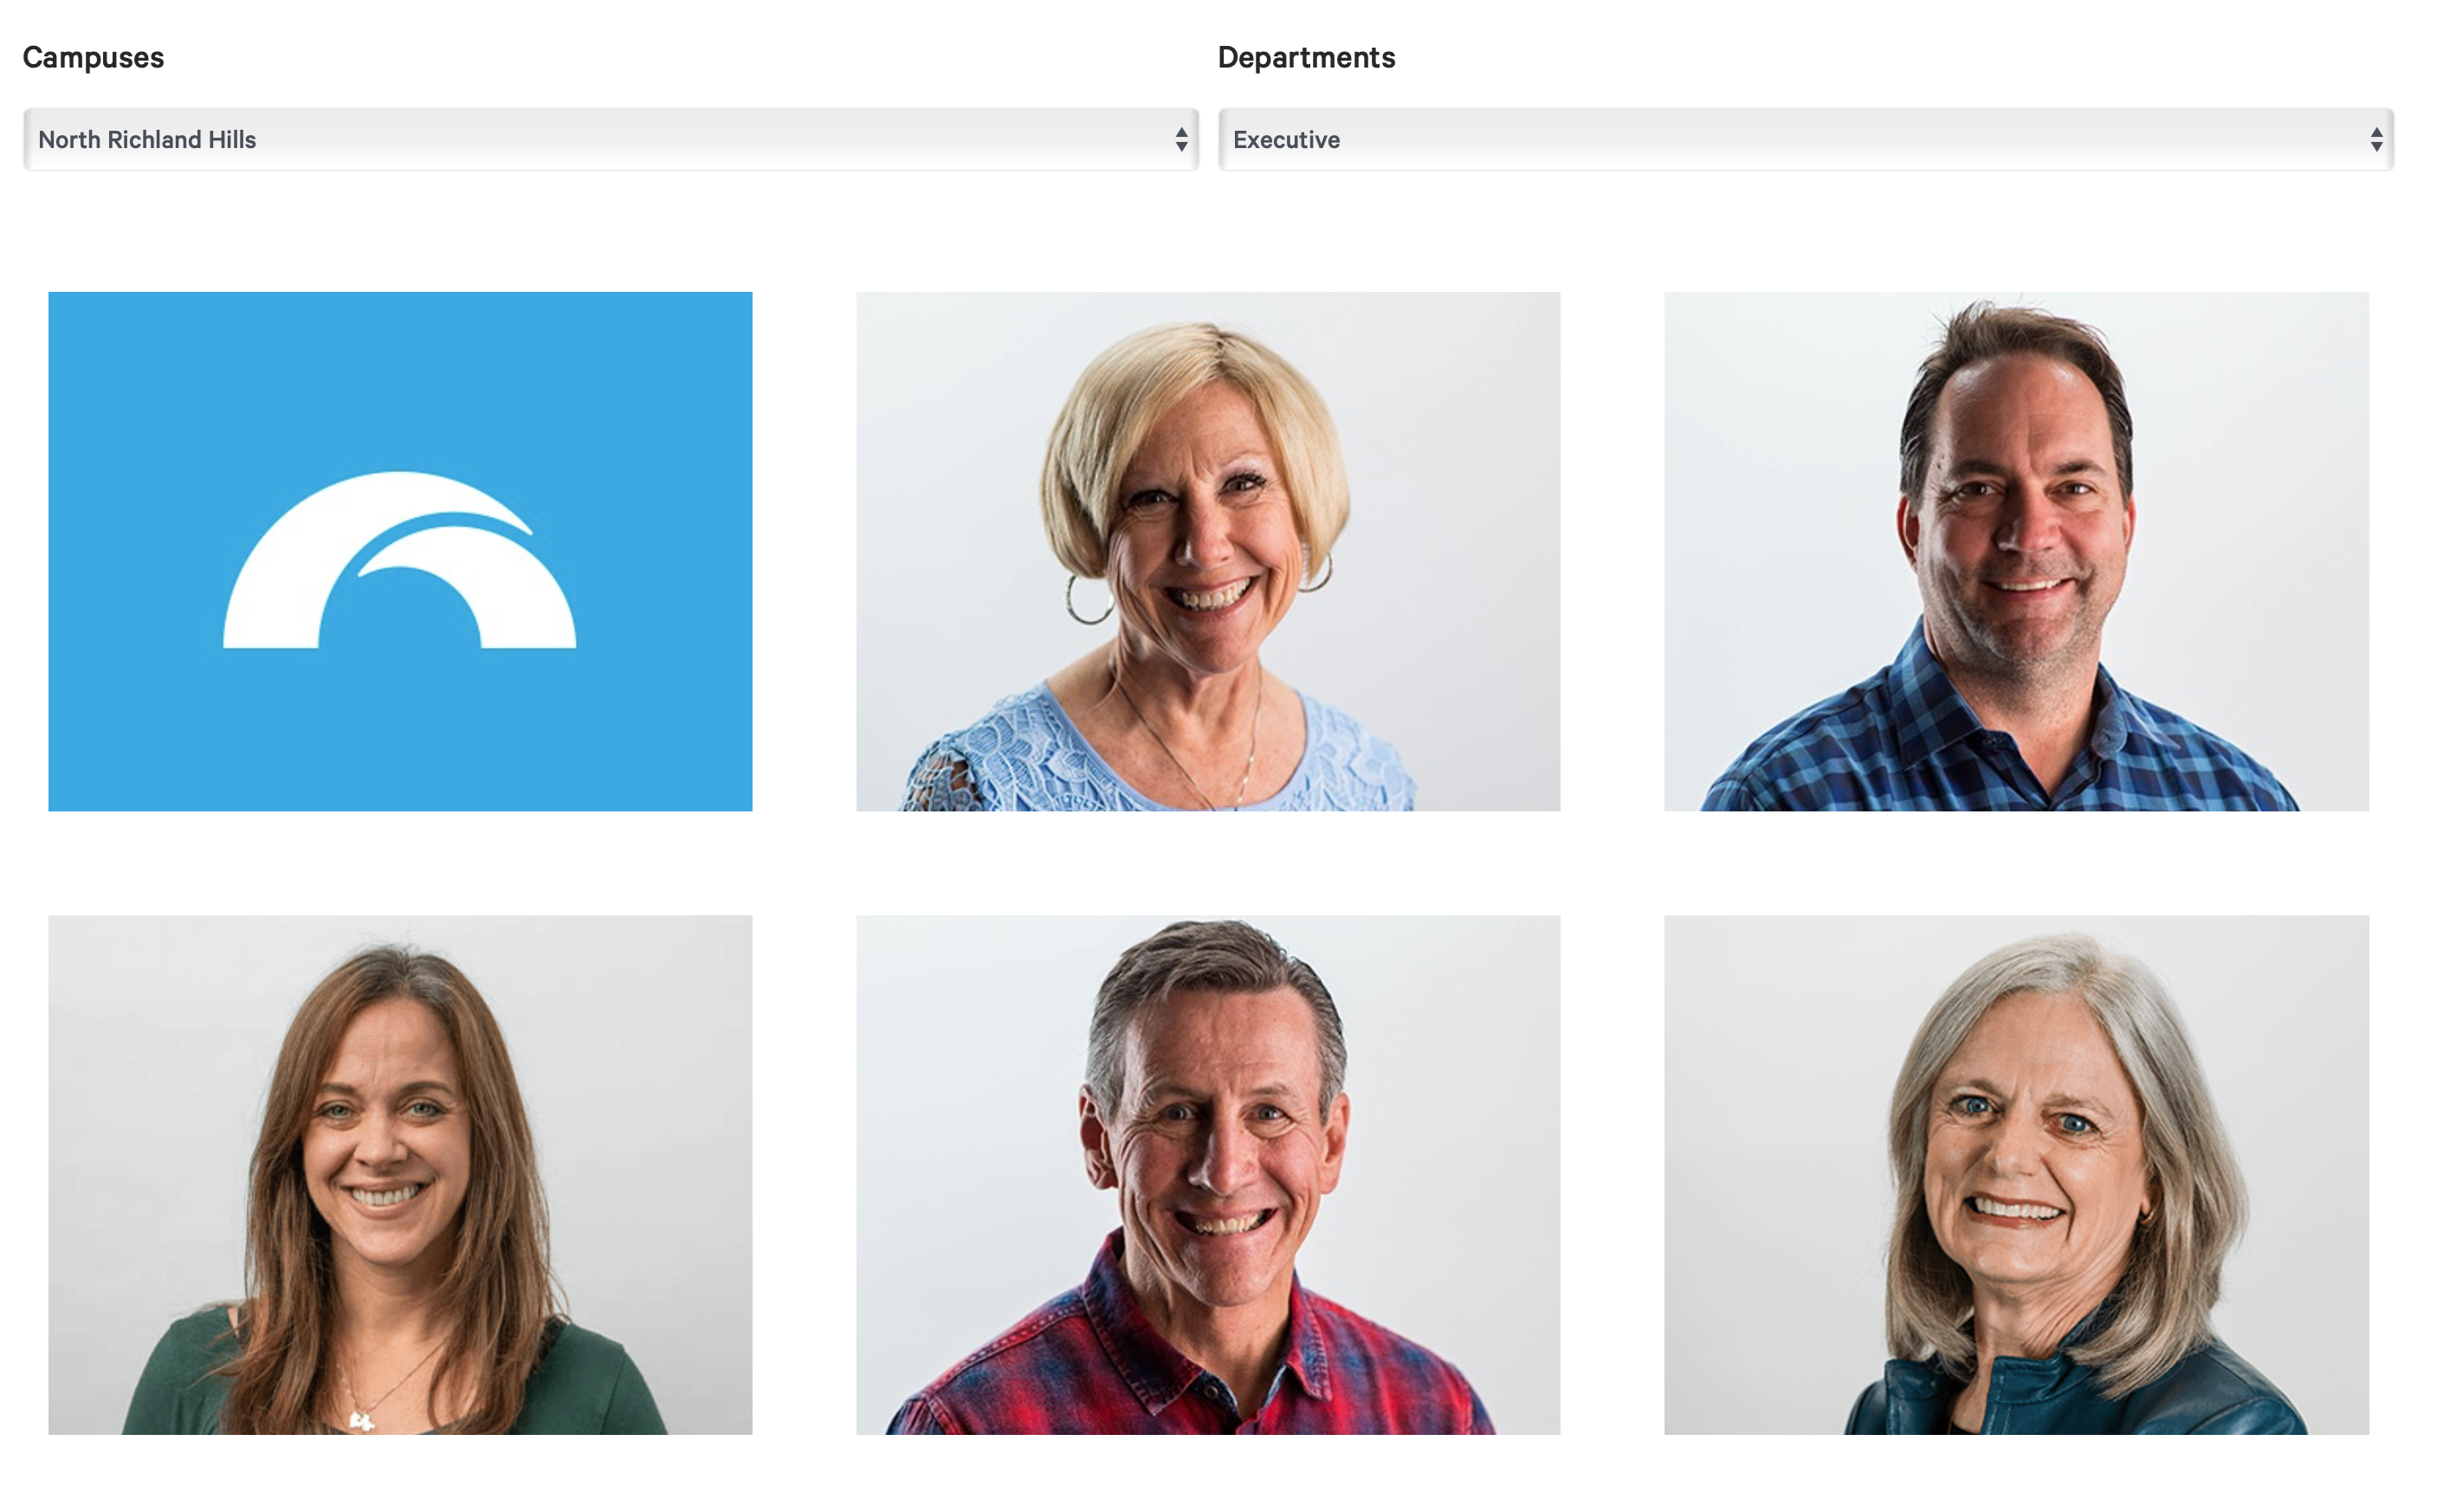 Campuses
Departments
North Richland Hills
Executive